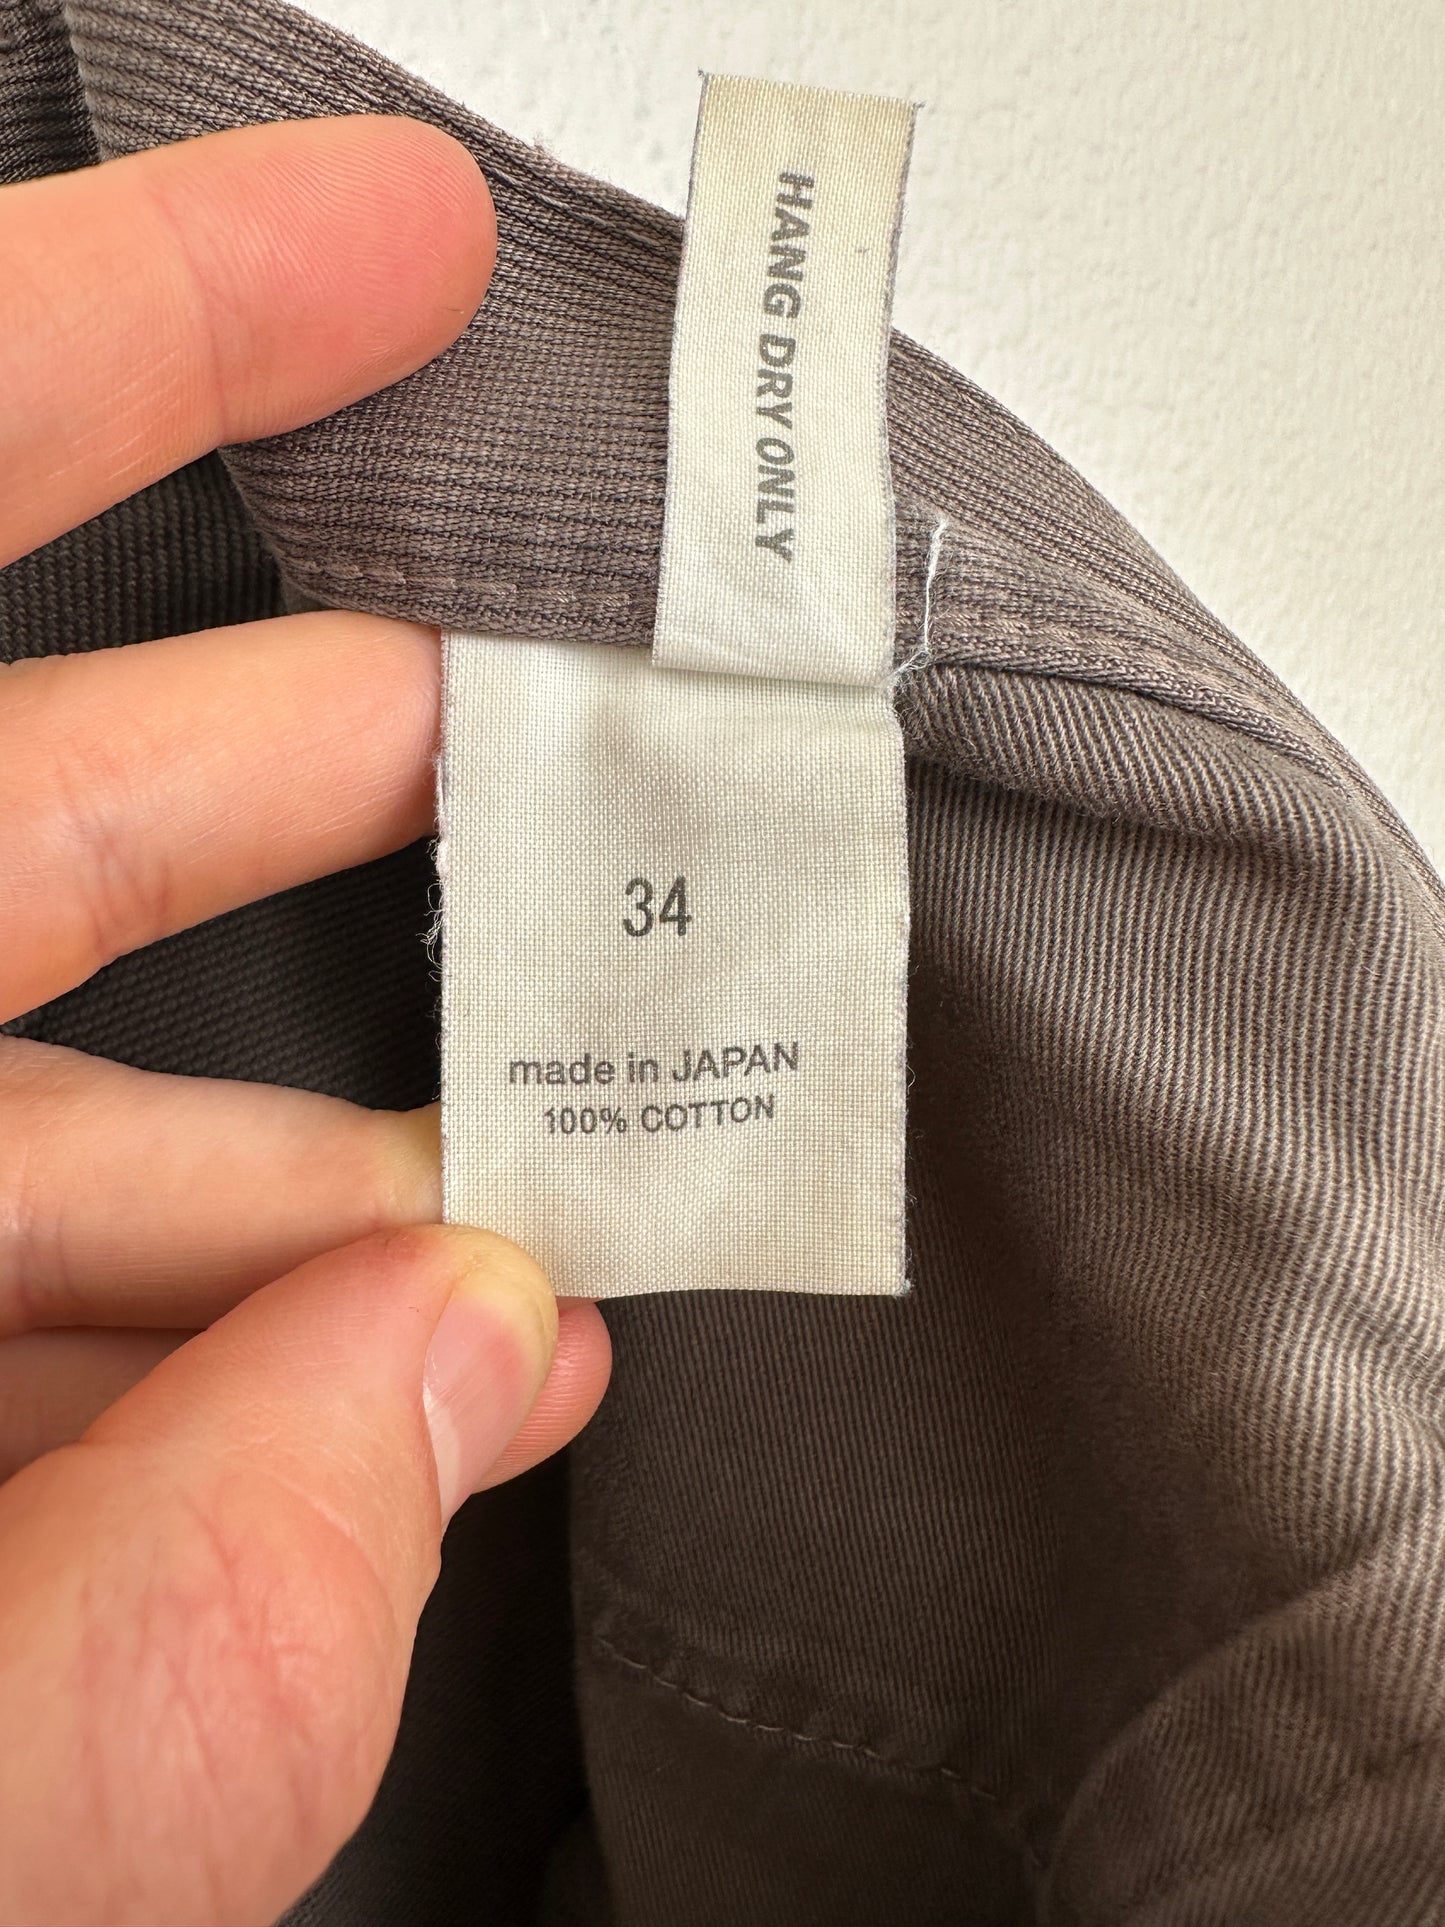 HANG DRY ONLY
34
made in JAPAN
100% COTTON